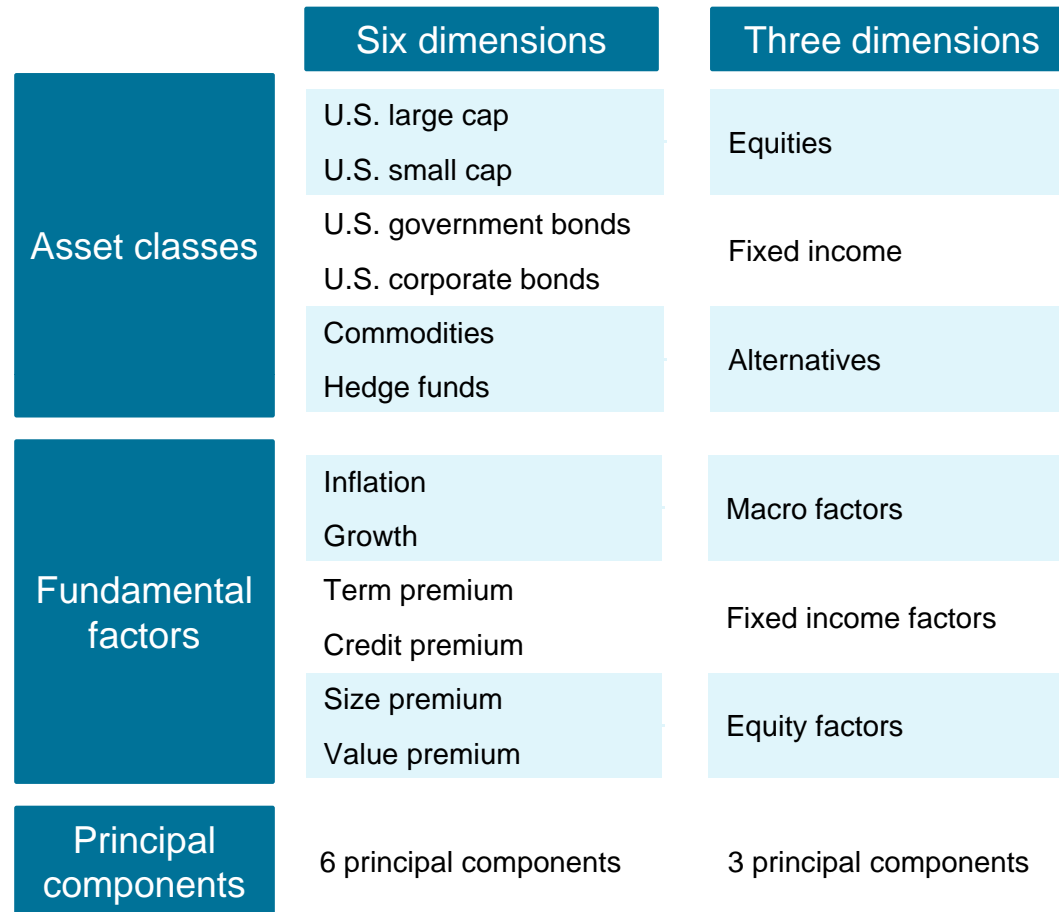 Six dimensions
Three dimensions
Asset classes
U.S. large cap
U.S. small cap
Equities
U.S. government bonds
U.S. corporate bonds
Fixed income
Commodities
Hedge funds
Alternatives
Fundamental
factors
Inflation
Growth
Macro factors
Term premium
Credit premium
Fixed income factors
Size premium
Value premium
Equity factors
Principal
components
6 principal components
3 principal components